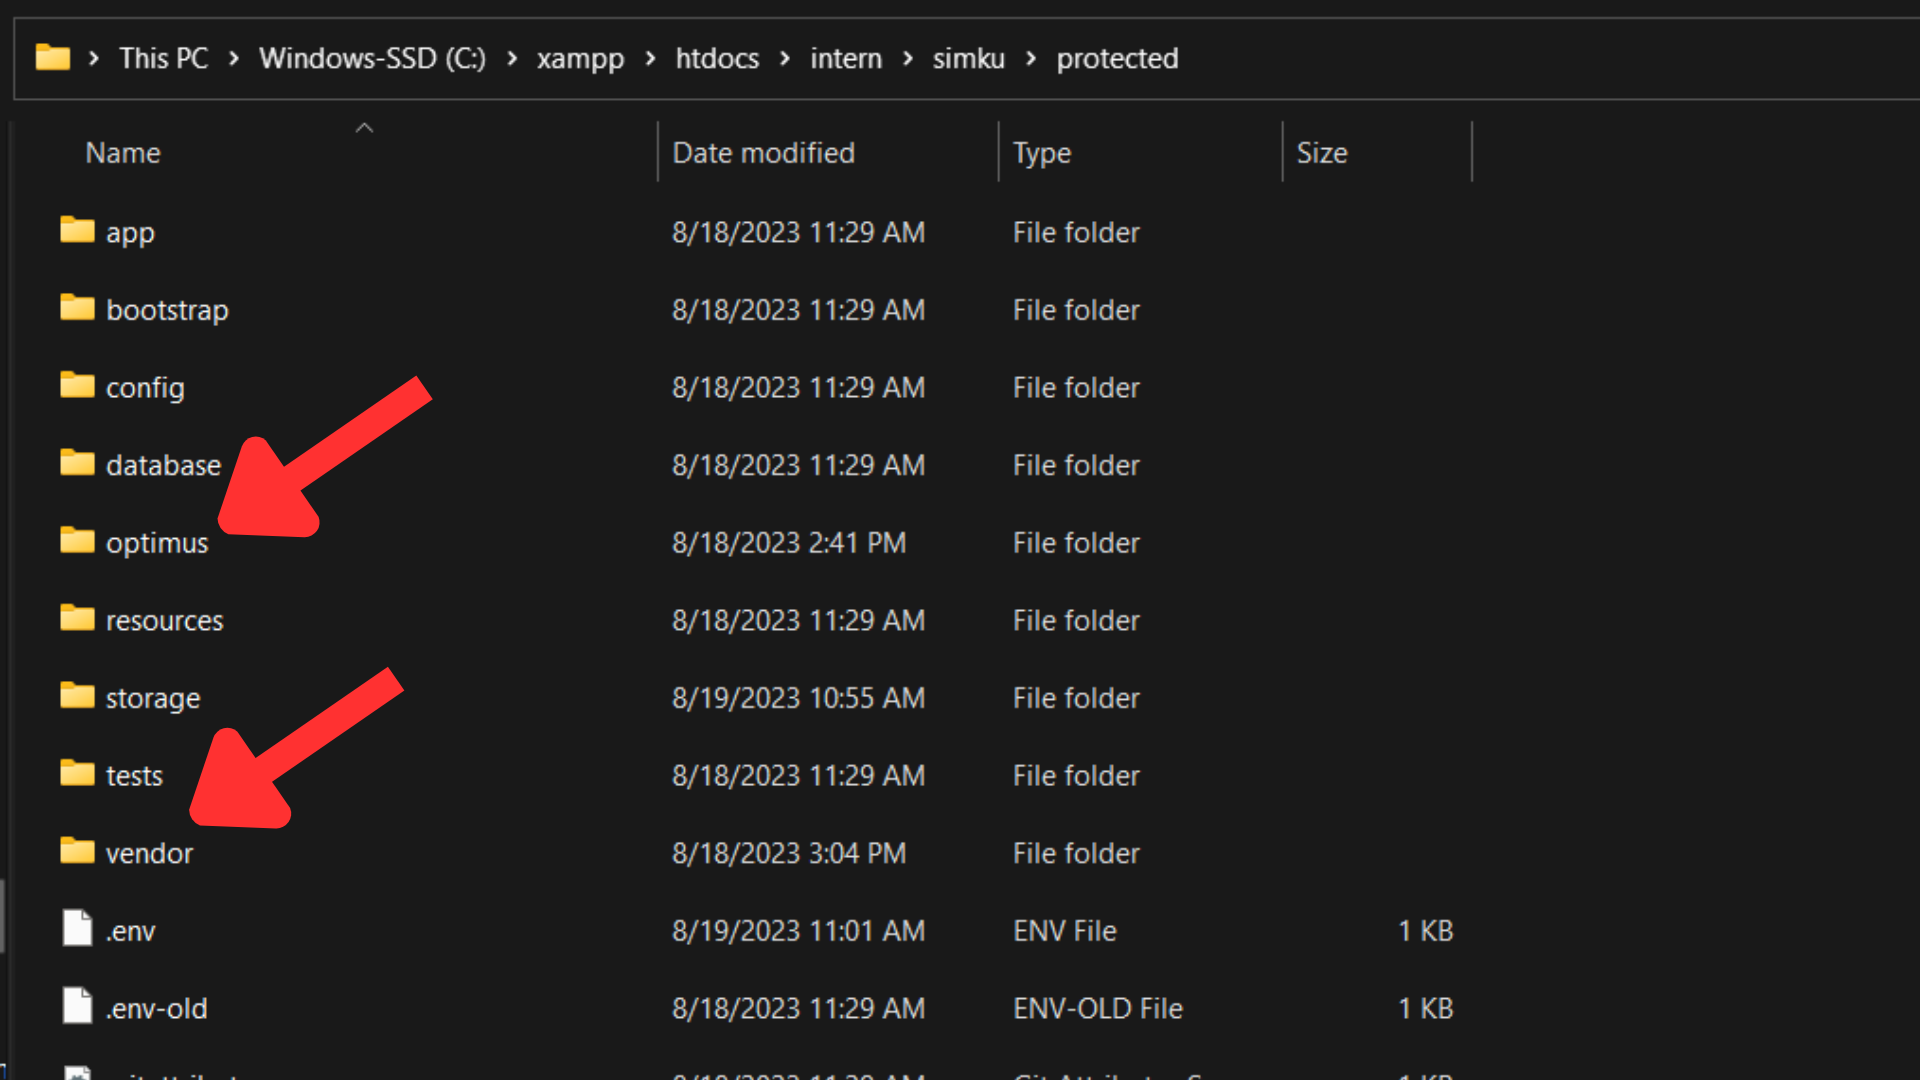 This PC > Windows-SSD (C:) > xampp > htdocs > intern > simku > protected
Name Date modified Type Size
app 8/18/2023 11:29 AM File folder
bootstrap 8/18/2023 11:29 AM File folder
config 8/18/2023 11:29 AM File folder
database 8/18/2023 11:29 AM File folder
optimus 8/18/2023 2:41 PM File folder
resources 8/18/2023 11:29 AM File folder
storage 8/19/2023 10:55 AM File folder
tests 8/18/2023 11:29 AM File folder
vendor 8/18/2023 3:04 PM File folder
.env 8/19/2023 11:01 AM ENV File 1 KB
.env-old 8/18/2023 11:29 AM ENV-OLD File 1 KB